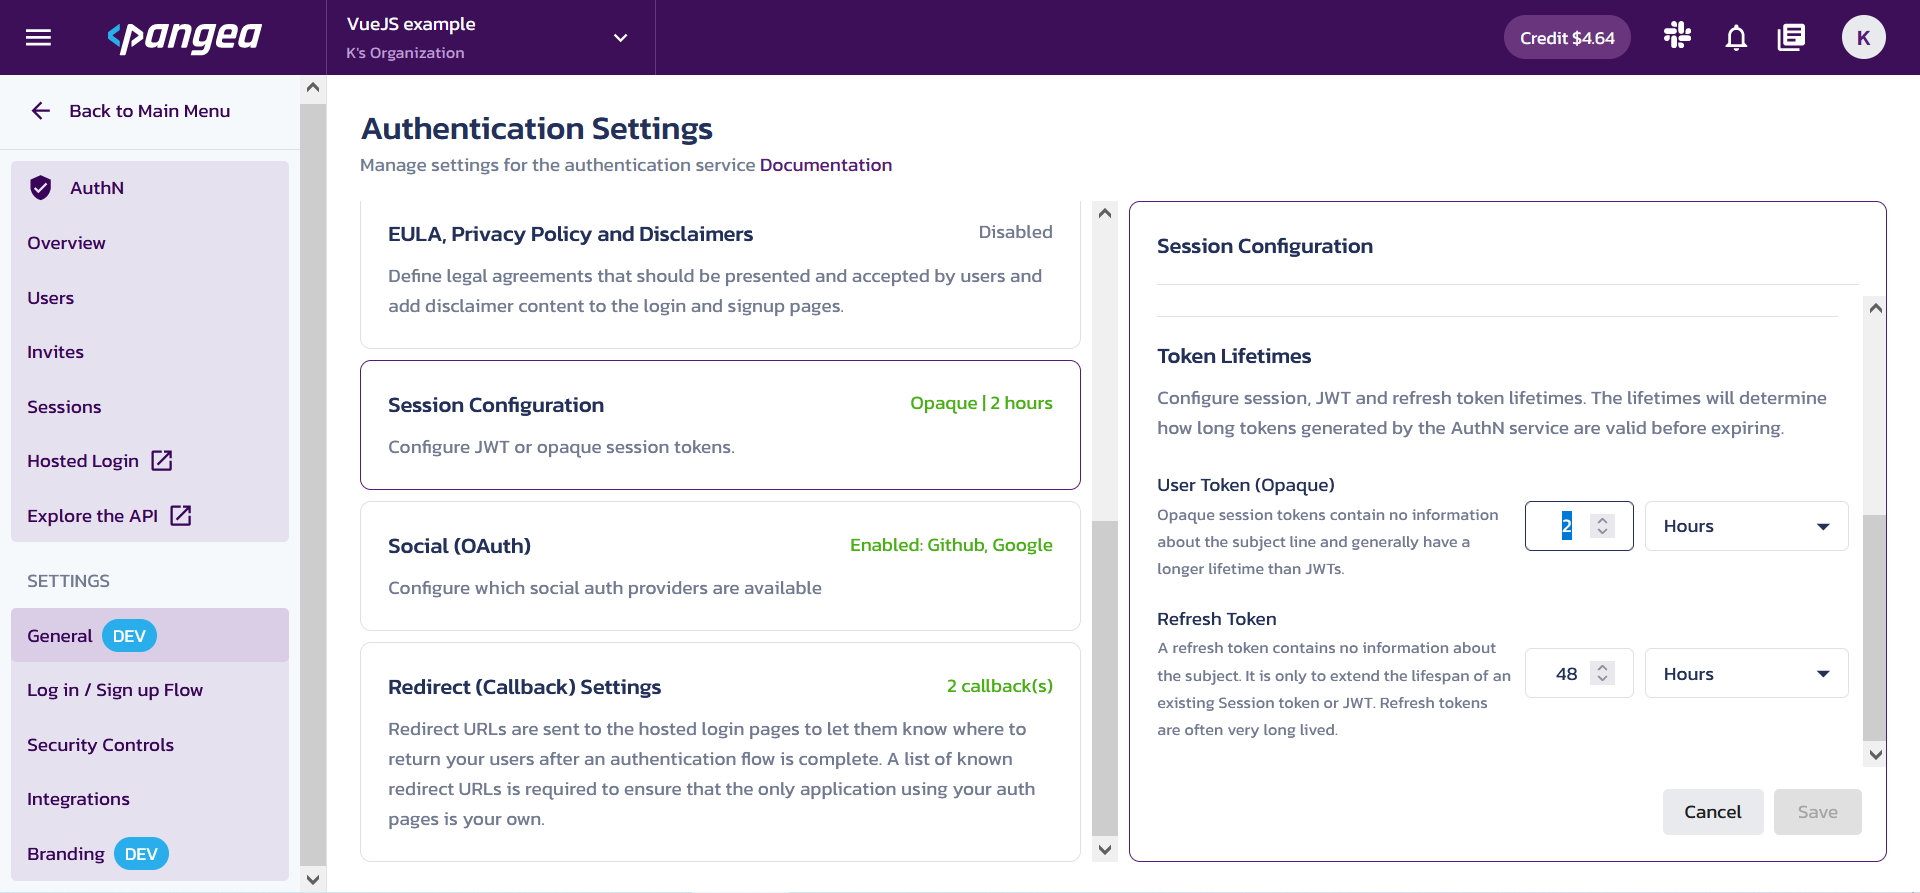 pangea
VueJS example
K's Organization
Credit $4.64
K
Back to Main Menu
AuthN
Overview
Users
Invites
Sessions
Hosted Login
Explore the API
SETTINGS
General DEV
Log in / Sign up Flow
Security Controls
Integrations
Branding DEV
Authentication Settings
Manage settings for the authentication service Documentation
EULA, Privacy Policy and Disclaimers
Disabled
Define legal agreements that should be presented and accepted by users and
add disclaimer content to the login and signup pages.
Session Configuration
Opaque | 2 hours
Configure JWT or opaque session tokens.
Social (OAuth)
Enabled: Github, Google
Configure which social auth providers are available
Redirect (Callback) Settings
2 callback(s)
Redirect URLs are sent to the hosted login pages to let them know where to
return your users after an authentication flow is complete. A list of known
redirect URLs is required to ensure that the only application using your auth
pages is your own.
Session Configuration
Token Lifetimes
Configure session, JWT and refresh token lifetimes. The lifetimes will determine
how long tokens generated by the AuthN service are valid before expiring.
User Token (Opaque)
Opaque session tokens contain no information
about the subject line and generally have a
longer lifetime than JWTs.
2
Hours
Refresh Token
A refresh token contains no information about
the subject. It is only to extend the lifespan of an
existing Session token or JWT. Refresh tokens
are often very long lived.
48
Hours
Cancel
Save